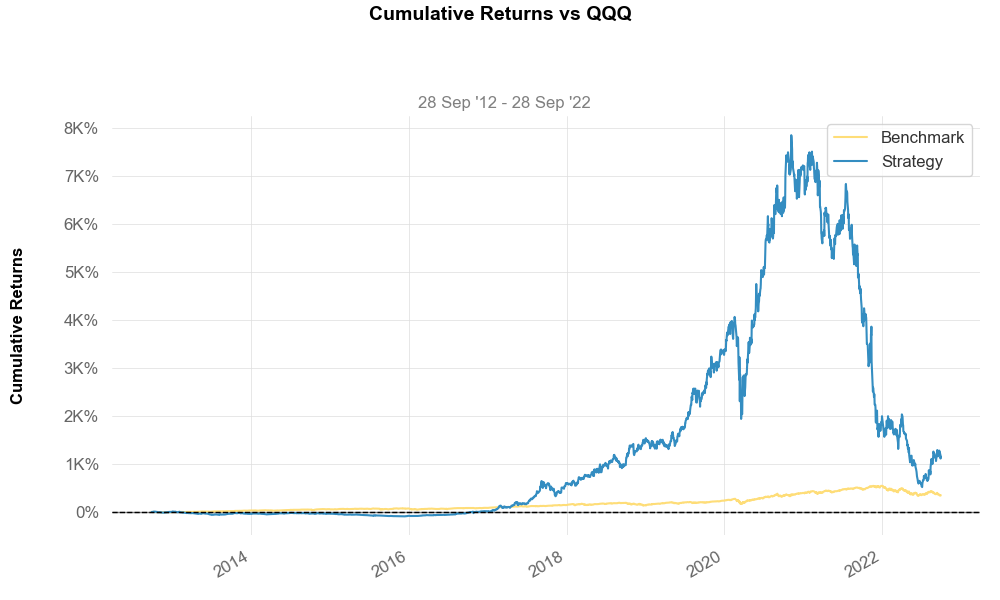 Cumulative Returns vs QQQ
28 Sep '12 - 28 Sep '22
Benchmark
Strategy
Cumulative Returns
8K%
7K%
6K%
5K%
4K%
3K%
2K%
1K%
0%
2014
2016
2018
2020
2022